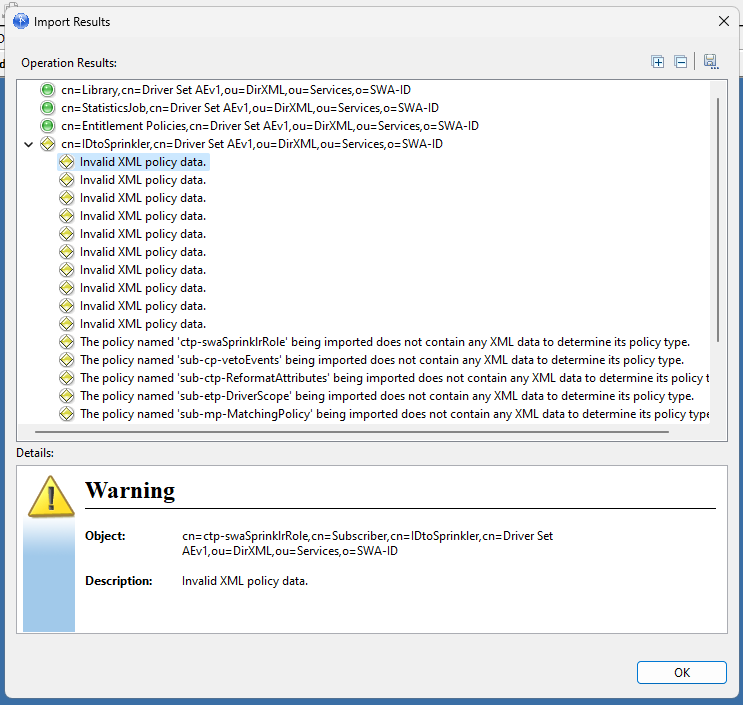 Import Results
Operation Results:
cn=Library,cn=Driver Set AEv1,ou=DirXML,ou=Services,o=SWA-ID
cn=StatisticsJob,cn=Driver Set AEv1,ou=DirXML,ou=Services,o=SWA-ID
cn=Entitlement Policies,cn=Driver Set AEv1,ou=DirXML,ou=Services,o=SWA-ID
cn=IDtoSprinkler,cn=Driver Set AEv1,ou=DirXML,ou=Services,o=SWA-ID
Invalid XML policy data.
Invalid XML policy data.
Invalid XML policy data.
Invalid XML policy data.
Invalid XML policy data.
Invalid XML policy data.
Invalid XML policy data.
Invalid XML policy data.
Invalid XML policy data.
Invalid XML policy data.
The policy named 'ctp-swaSprinklrRole' being imported does not contain any XML data to determine its policy type.
The policy named 'sub-cp-vetoEvents' being imported does not contain any XML data to determine its policy type.
The policy named 'sub-ctp-ReformatAttributes' being imported does not contain any XML data to determine its policy t
The policy named 'sub-etp-DriverScope' being imported does not contain any XML data to determine its policy type.
The policy named 'sub-mp-MatchingPolicy' being imported does not contain any XML data to determine its policy type
Details:
Warning
Object: cn=ctp-swaSprinklrRole,cn=Subscriber,cn=IDtoSprinkler,cn=Driver Set
AEv1,ou=DirXML,ou=Services,o=SWA-ID
Description: Invalid XML policy data.
OK